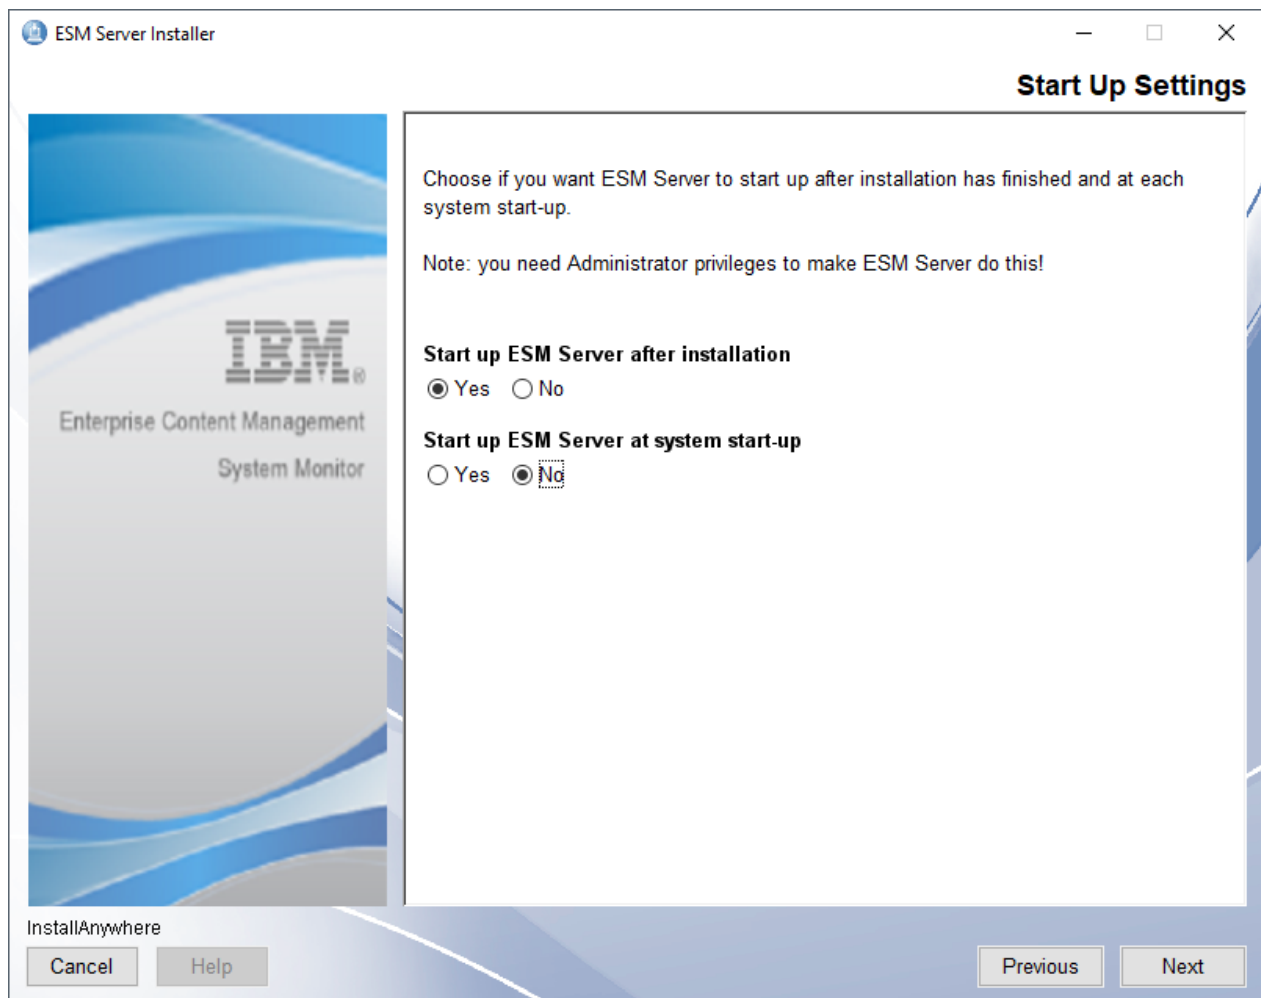 ESM Server Installer
Start Up Settings
Choose if you want ESM Server to start up after installation has finished and at each
system start-up.
Note: you need Administrator privileges to make ESM Server do this!
Start up ESM Server after installation
Yes No
Start up ESM Server at system start-up
Yes No
IBM®
Enterprise Content Management
System Monitor
InstallAnywhere
Cancel Help Previous Next